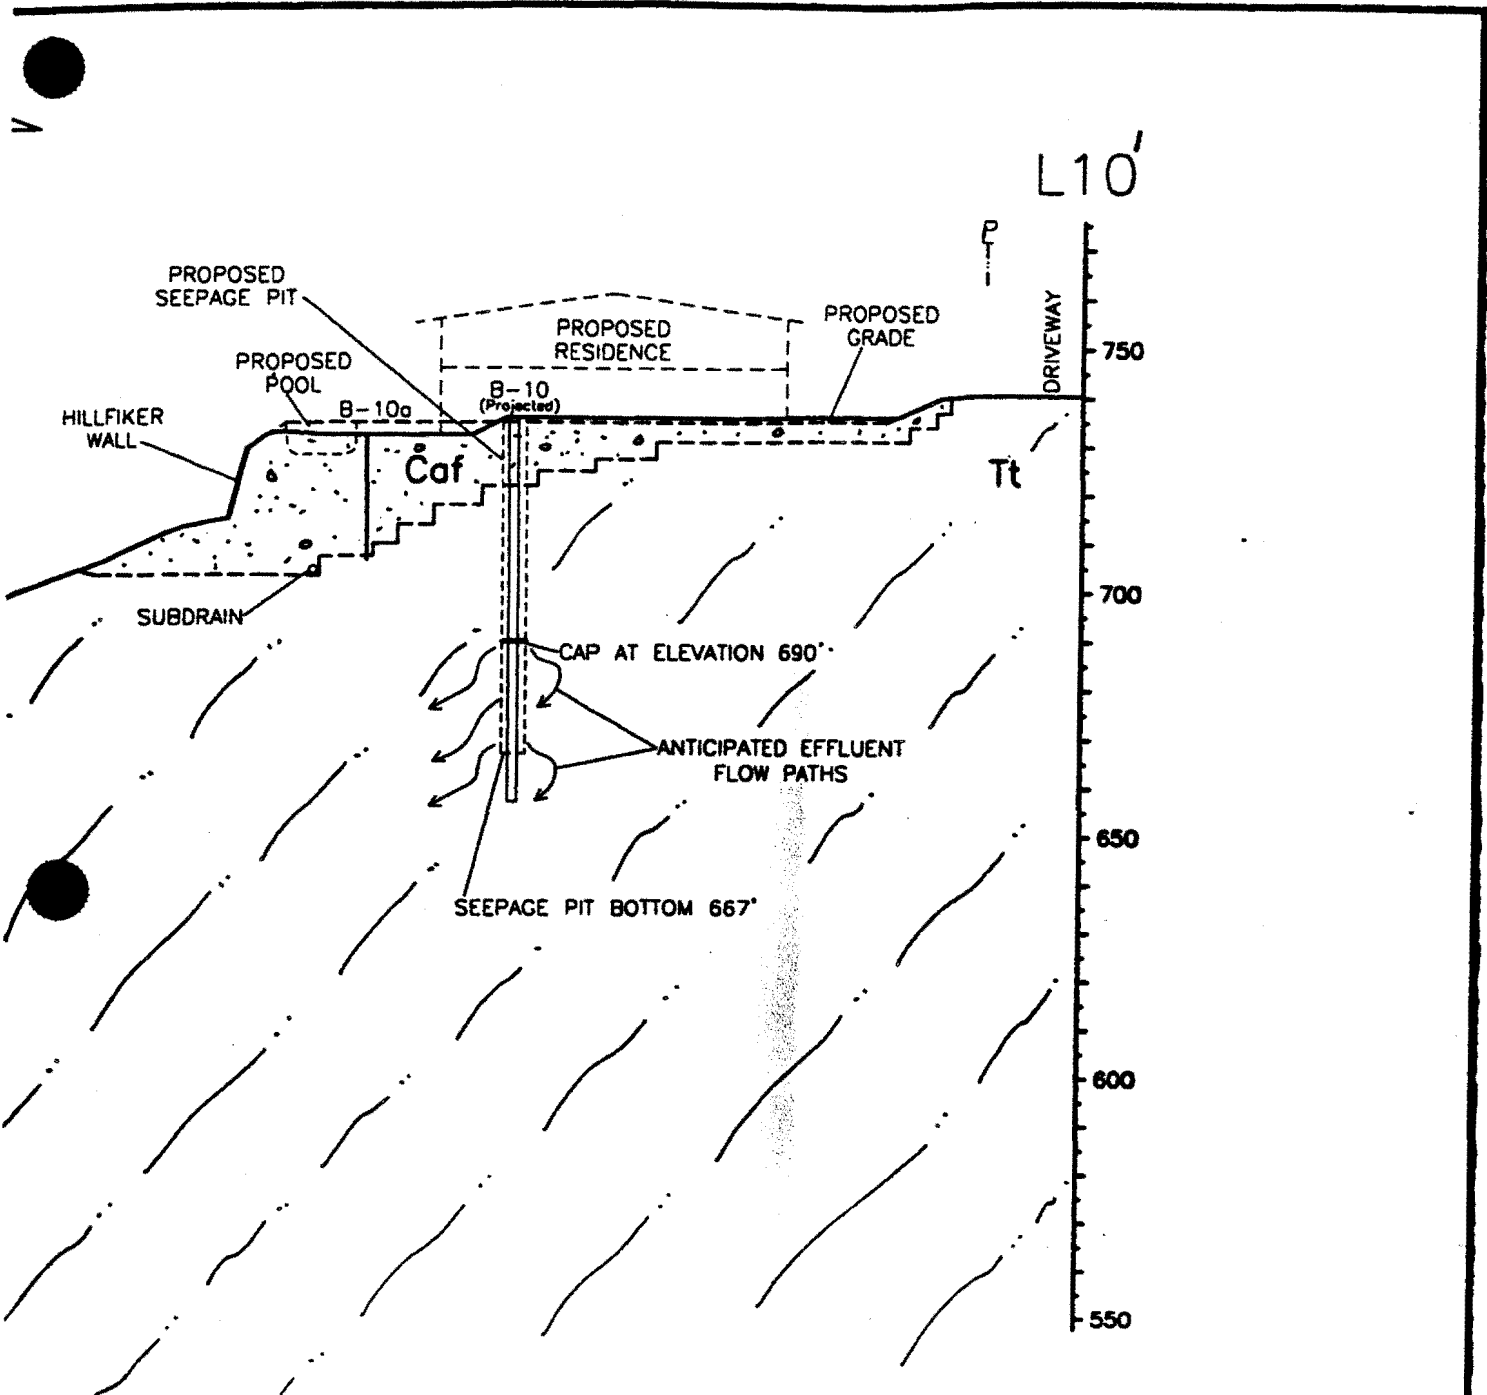 L10'
P
PROPOSED
SEEPAGE PIT
DRIVEWAY
PROPOSED
GRADE
PROPOSED
RESIDENCE
750
PROPOSED
POOL
B-10
(Projected)
B-10a
HILLFIKER
WALL
Caf
Tt
700
SUBDRAIN
CAP AT ELEVATION 690'
ANTICIPATED EFFLUENT
FLOW PATHS
650
SEEPAGE PIT BOTTOM 667'
600
550